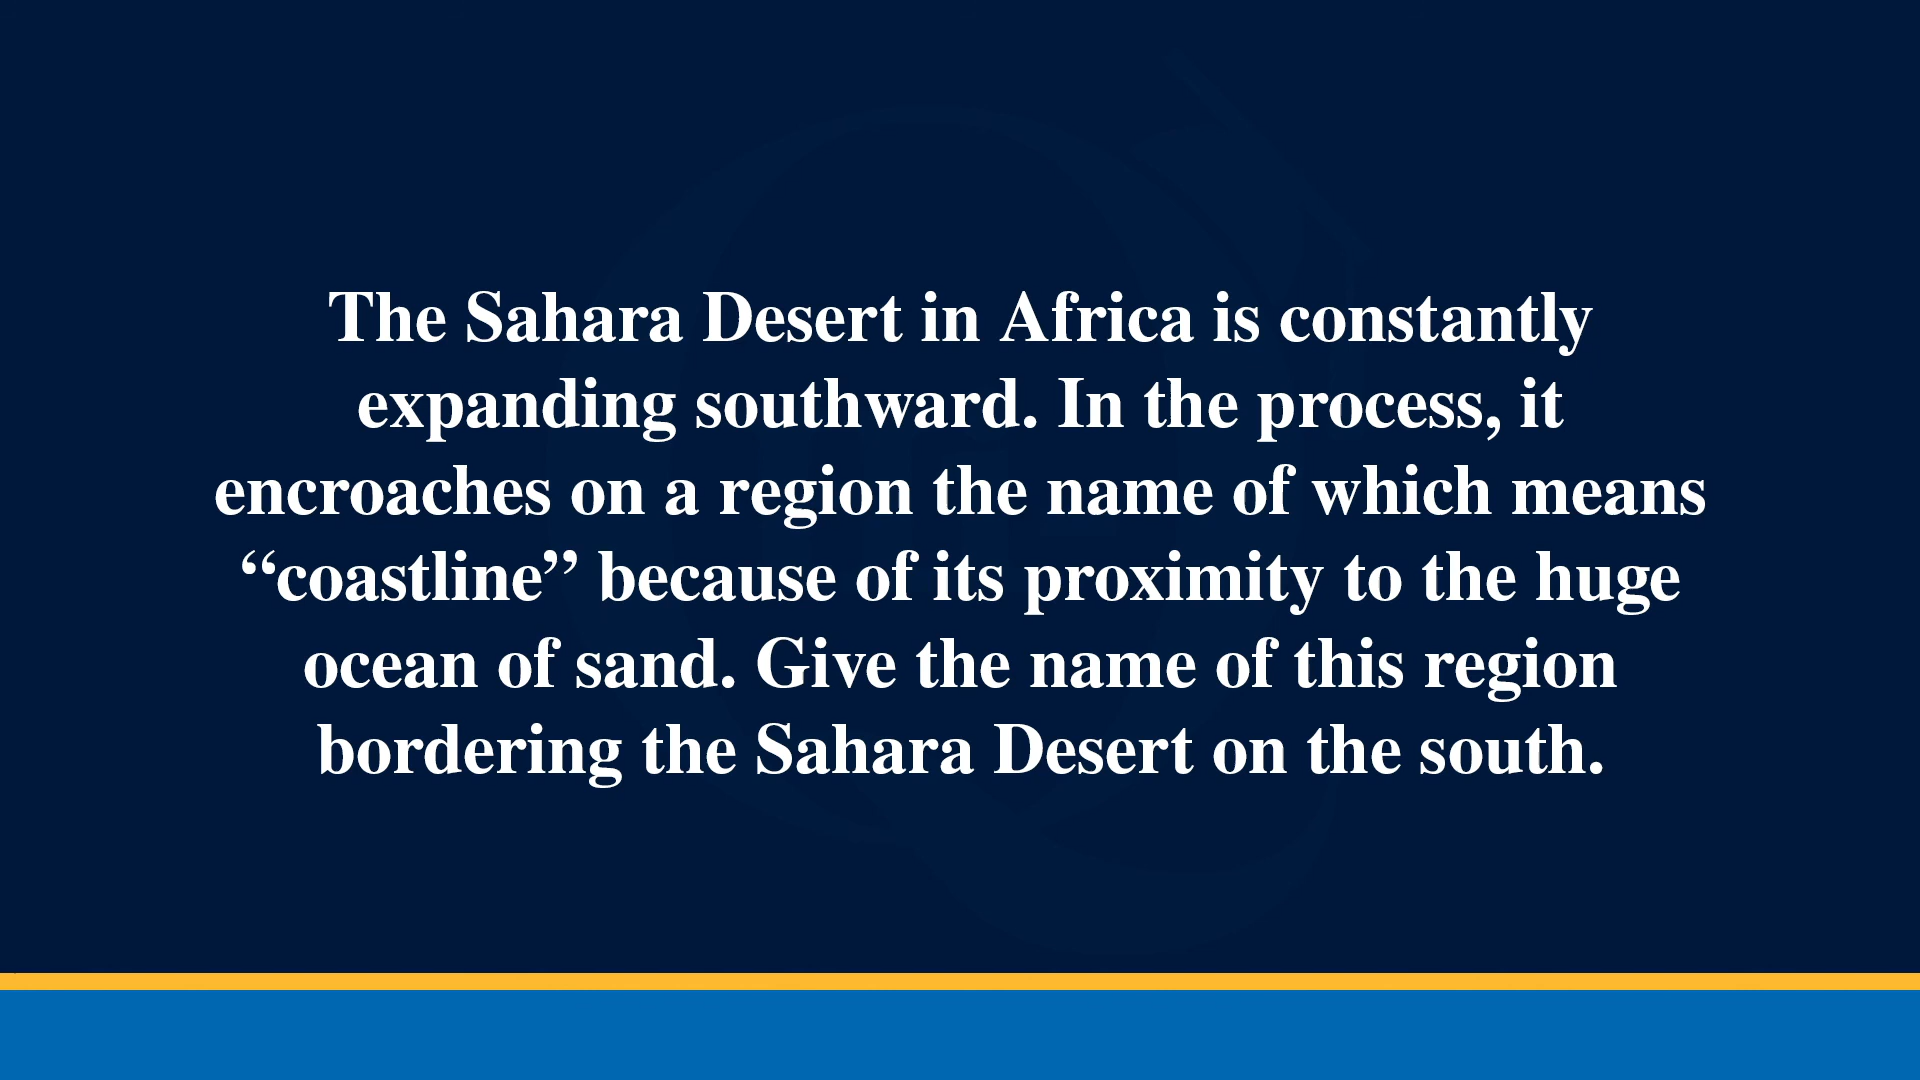 The Sahara Desert in Africa is constantly
expanding southward. In the process, it
encroaches on a region the name of which means
“coastline” because of its proximity to the huge
ocean of sand. Give the name of this region
bordering the Sahara Desert on the south.